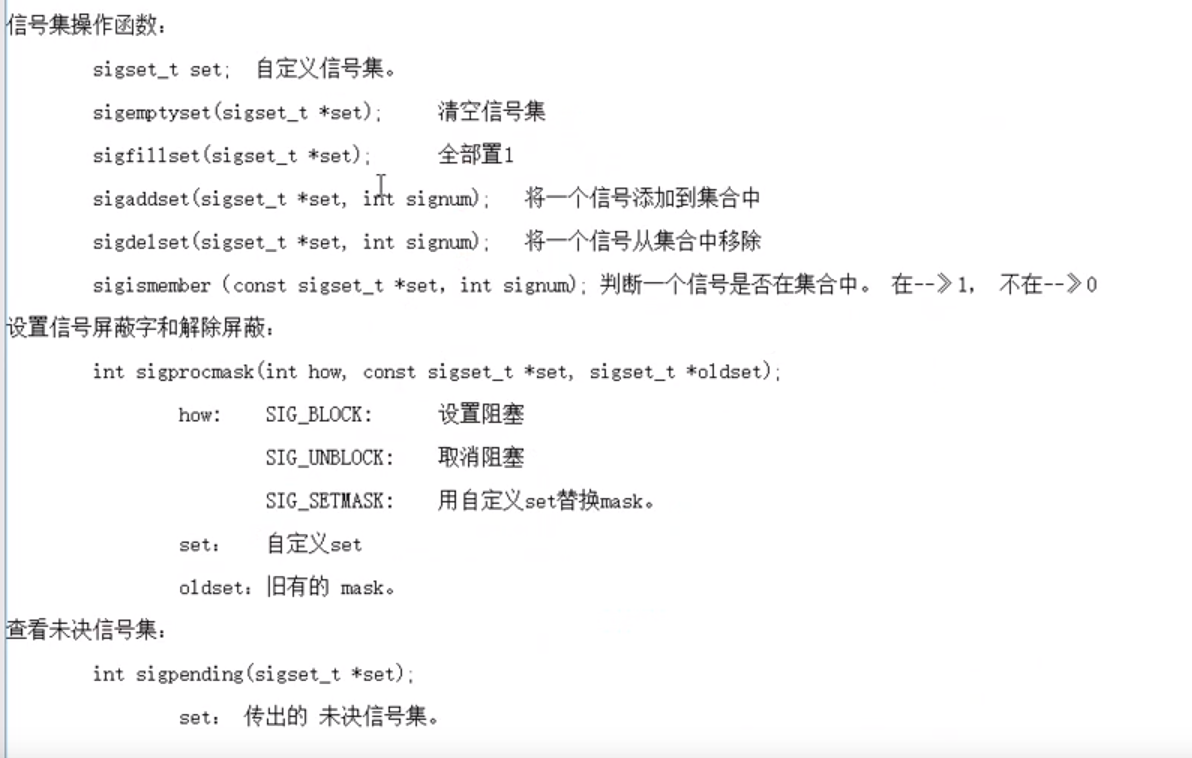 信号集操作函数：
sigset_t set;  自定义信号集。
sigemptyset(sigset_t *set);  清空信号集
sigfillset(sigset_t *set);  全部置1
sigaddset(sigset_t *set, int signum);  将一个信号添加到集合中
sigdelset(sigset_t *set, int signum);  将一个信号从集合中移除
sigismember（const sigset_t *set，int signum); 判断一个信号是否在集合中。 在--》1， 不在--》0
设置信号屏蔽字和解除屏蔽：
int sigprocmask(int how, const sigset_t *set, sigset_t *oldset);
how:  SIG_BLOCK:  设置阻塞
SIG_UNBLOCK:  取消阻塞
SIG_SETMASK:  用自定义set替换mask。
set：  自定义set
oldset：旧有的 mask。
查看未决信号集：
int sigpending(sigset_t *set);
set： 传出的 未决信号集。